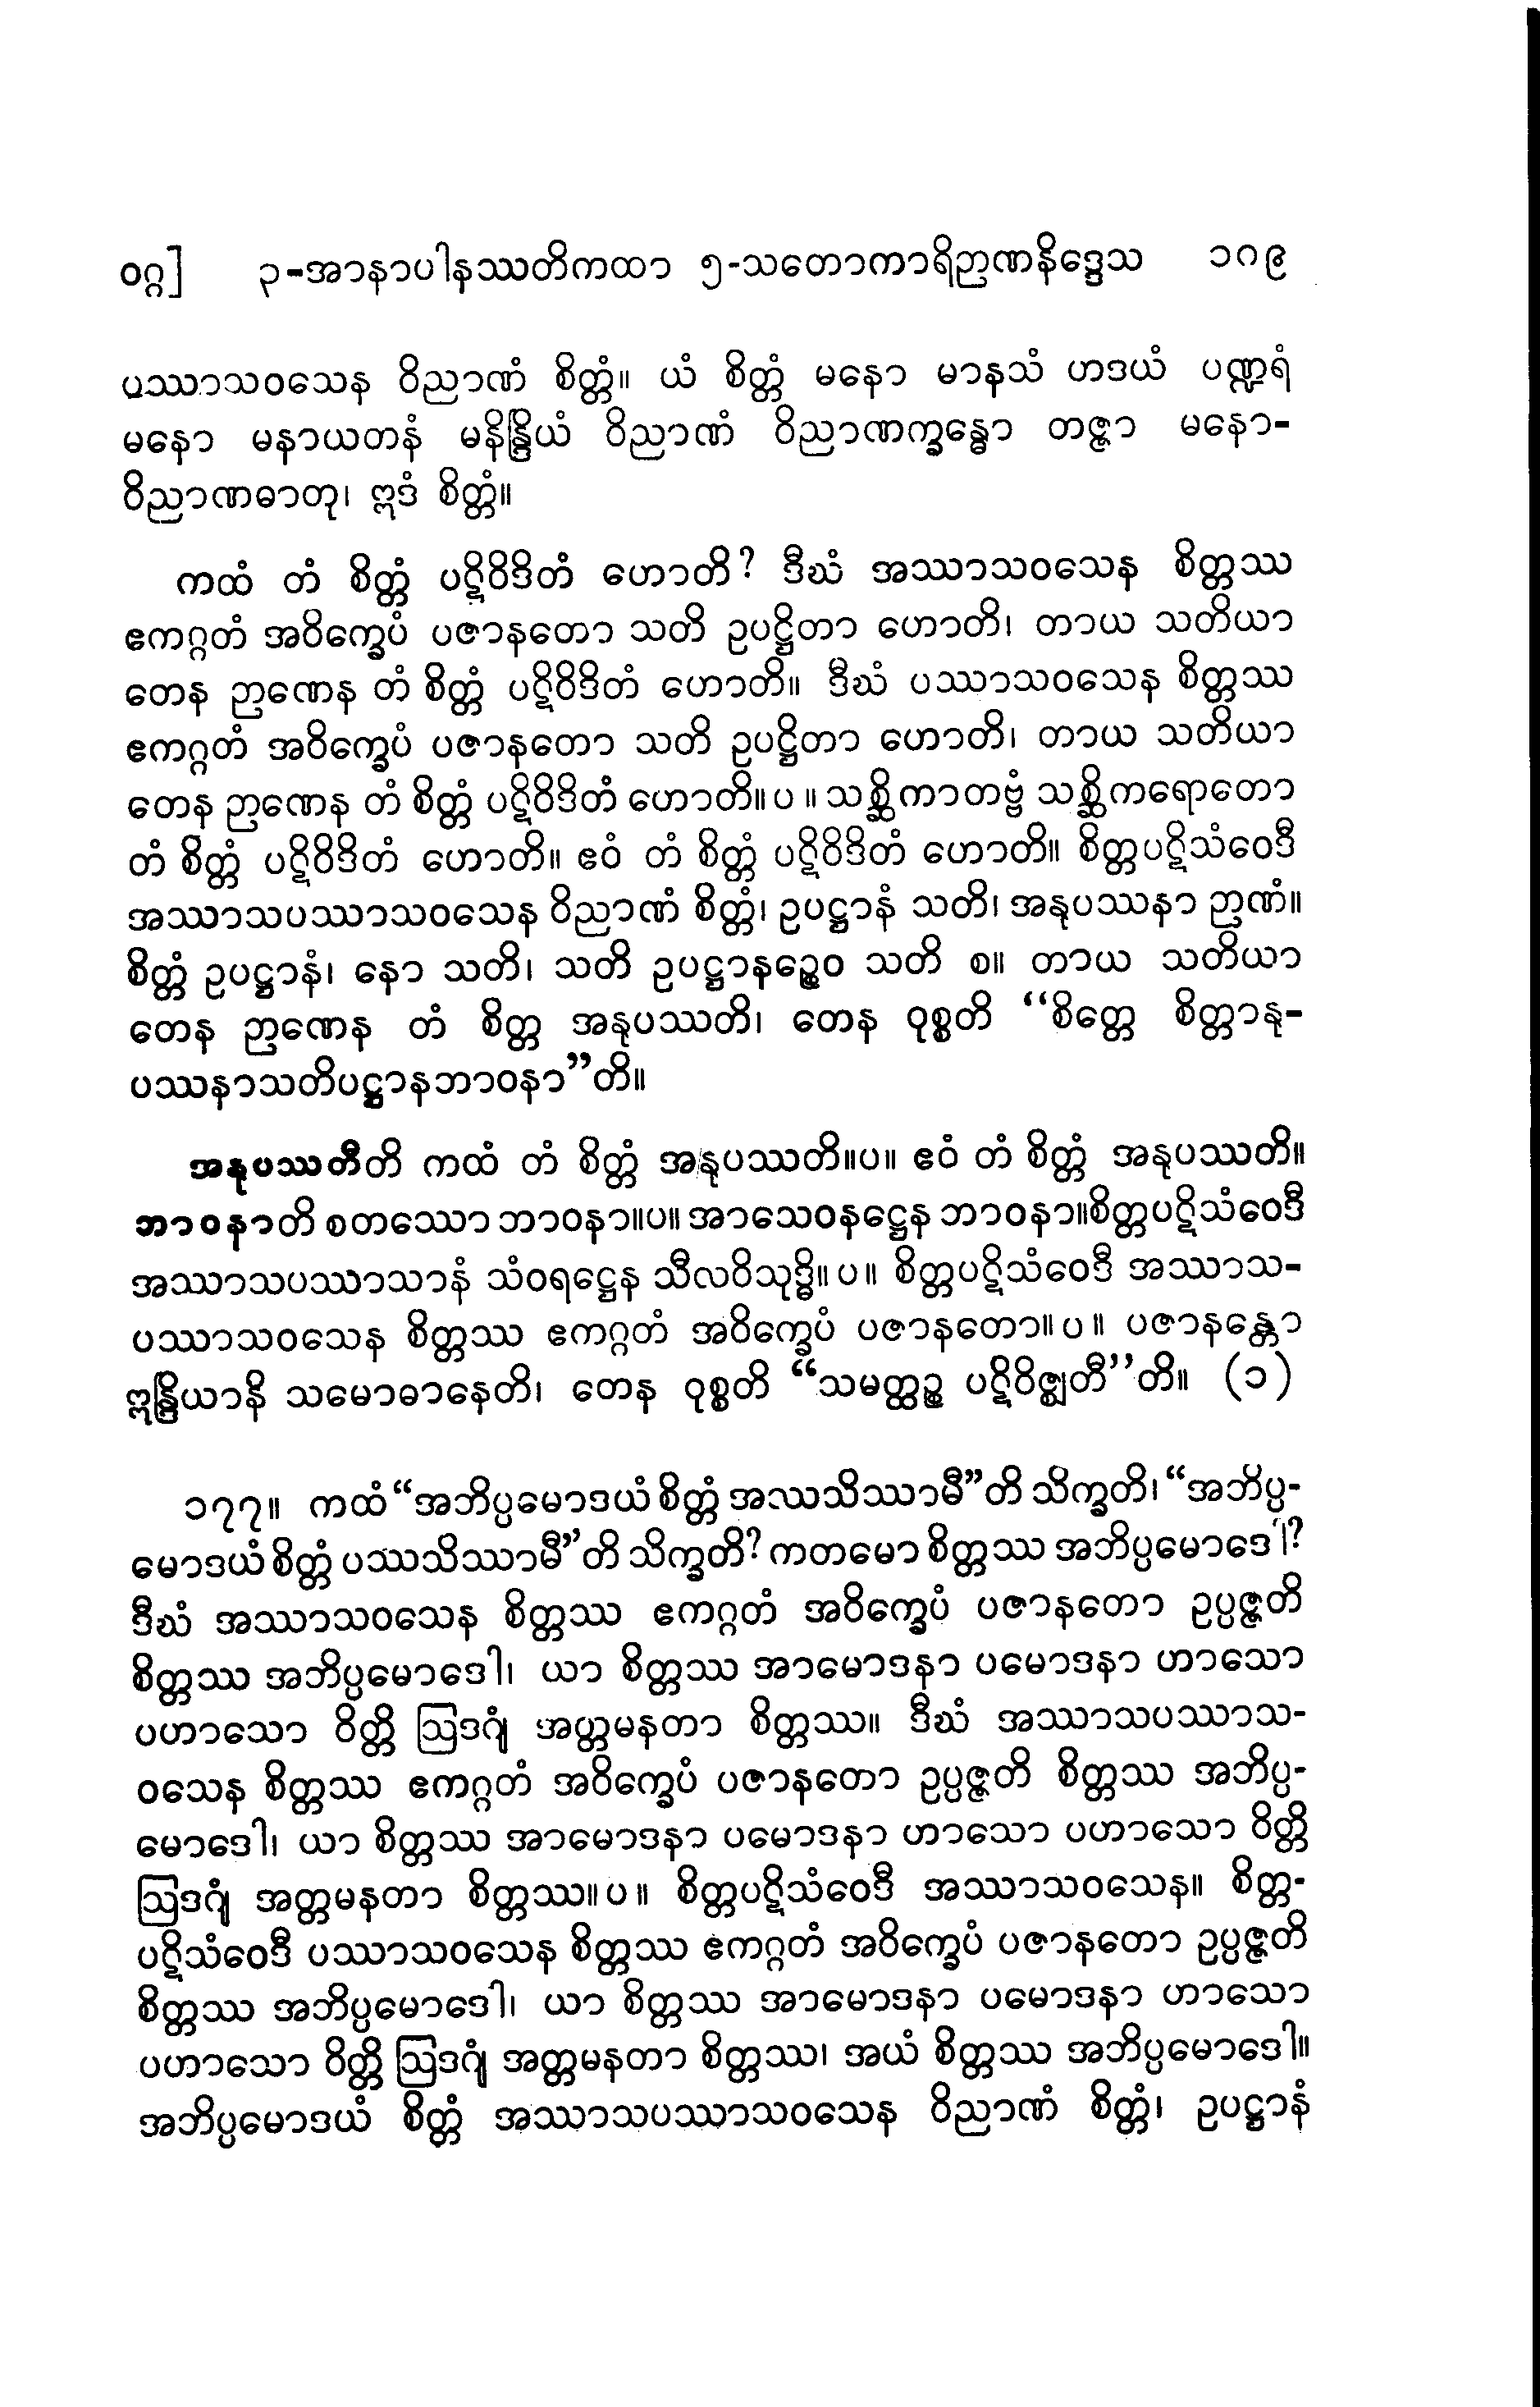 ဝဂ္ဂ] ၃-အာနာပါနဿတိကထာ ၅-သတောကာရိဉာဏနိဒ္ဒေသ ၁၈၉
ပဿာသဝသေန ဝိညာဏံ စိတ္တံ။ ယံ စိတ္တံ မနော မာနသံ ဟဒယံ ပဏ္ဍရံ
မနော မနာယတနံ မနိန္ဒြိယံ ဝိညာဏံ ဝိညာဏက္ခန္ဓော တဇ္ဇာ မနော-
ဝိညာဏဓာတု၊ ဣဒံ စိတ္တံ။
ကထံ တံ စိတ္တံ ပဋိဝိဒိတံ ဟောတိ? ဒီဃံ အဿာသဝသေန စိတ္တဿ
ဧကဂ္ဂတံ အဝိက္ခေပံ ပဇာနတော သတိ ဥပဋ္ဌိတာ ဟောတိ၊ တာယ သတိယာ
တေန ဉာဏေန တံ စိတ္တံ ပဋိဝိဒိတံ ဟောတိ။ ဒီဃံ ပဿာသဝသေန စိတ္တဿ
ဧကဂ္ဂတံ အဝိက္ခေပံ ပဇာနတော သတိ ဥပဋ္ဌိတာ ဟောတိ၊ တာယ သတိယာ
တေန ဉာဏေန တံ စိတ္တံ ပဋိဝိဒိတံ ဟောတိ။ ပ ။ သစ္ဆိကာတဗ္ဗံ သစ္ဆိကရောတော
တံ စိတ္တံ ပဋိဝိဒိတံ ဟောတိ။ ဧဝံ တံ စိတ္တံ ပဋိဝိဒိတံ ဟောတိ။ စိတ္တပဋိသံဝေဒီ
အဿာသပဿာသဝသေန ဝိညာဏံ စိတ္တံ၊ ဥပဋ္ဌာနံ သတိ၊ အနုပဿနာ ဉာဏံ။
စိတ္တံ ဥပဋ္ဌာနံ၊ နော သတိ၊ သတိ ဥပဋ္ဌာနဉ္စေဝ သတိ စ။ တာယ သတိယာ
တေန ဉာဏေန တံ စိတ္တ အနုပဿတိ၊ တေန ဝုစ္စတိ “စိတ္တေ စိတ္တာနု-
ပဿနာသတိပဋ္ဌာနဘာဝနာ”တိ။
အနုပဿတီတိ ကထံ တံ စိတ္တံ အနုပဿတိ။ပ။ ဧဝံ တံ စိတ္တံ အနုပဿတိ။
ဘာဝနာတိ စတဿော ဘာဝနာ။ပ။ အာသေဝနဋ္ဌေန ဘာဝနာ။စိတ္တပဋိသံဝေဒီ
အဿာသပဿာသာနံ သံဝရဋ္ဌေန သီလဝိသုဒ္ဓိ။ ပ။ စိတ္တပဋိသံဝေဒီ အဿာသ-
ပဿာသဝသေန စိတ္တဿ ဧကဂ္ဂတံ အဝိက္ခေပံ ပဇာနတော။ ပ။ ပဇာနန္တော
ဣန္ဒြိယာနိ သမောဓာနေတိ၊ တေန ဝုစ္စတိ “သမတ္ထဉ္စ ပဋိဝိဇ္ဈတီ”တိ။ (၁)
၁၇၇။ ကထံ “အဘိပ္ပမောဒယံ စိတ္တံ အဿသိဿာမီ”တိ သိက္ခတိ၊ “အဘိပ္ပ-
မောဒယံ စိတ္တံ ပဿသိဿာမီ”တိ သိက္ခတိ? ကတမော စိတ္တဿ အဘိပ္ပမောဒေါ?
ဒီဃံ အဿာသဝသေန စိတ္တဿ ဧကဂ္ဂတံ အဝိက္ခေပံ ပဇာနတော ဥပ္ပဇ္ဇတိ
စိတ္တဿ အဘိပ္ပမောဒေါ၊ ယာ စိတ္တဿ အာမောဒနာ ပမောဒနာ ဟာသော
ပဟာသော ဝိတ္တိ ဩဒဂျံ အတ္တမနတာ စိတ္တဿ။ ဒီဃံ အဿာသပဿာသ-
ဝသေန စိတ္တဿ ဧကဂ္ဂတံ အဝိက္ခေပံ ပဇာနတော ဥပ္ပဇ္ဇတိ စိတ္တဿ အဘိပ္ပ-
မောဒေါ၊ ယာ စိတ္တဿ အာမောဒနာ ပမောဒနာ ဟာသော ပဟာသော ဝိတ္တိ
ဩဒဂျံ အတ္တမနတာ စိတ္တဿ။ ပ။ စိတ္တပဋိသံဝေဒီ အဿာသဝသေန။ စိတ္တ-
ပဋိသံဝေဒီ ပဿာသဝသေန စိတ္တဿ ဧကဂ္ဂတံ အဝိက္ခေပံ ပဇာနတော ဥပ္ပဇ္ဇတိ
စိတ္တဿ အဘိပ္ပမောဒေါ၊ ယာ စိတ္တဿ အာမောဒနာ ပမောဒနာ ဟာသော
ပဟာသော ဝိတ္တိ ဩဒဂျံ အတ္တမနတာ စိတ္တဿ၊ အယံ စိတ္တဿ အဘိပ္ပမောဒေါ။
အဘိပ္ပမောဒယံ စိတ္တံ အဿာသပဿာသဝသေန ဝိညာဏံ စိတ္တံ၊ ဥပဋ္ဌာနံ